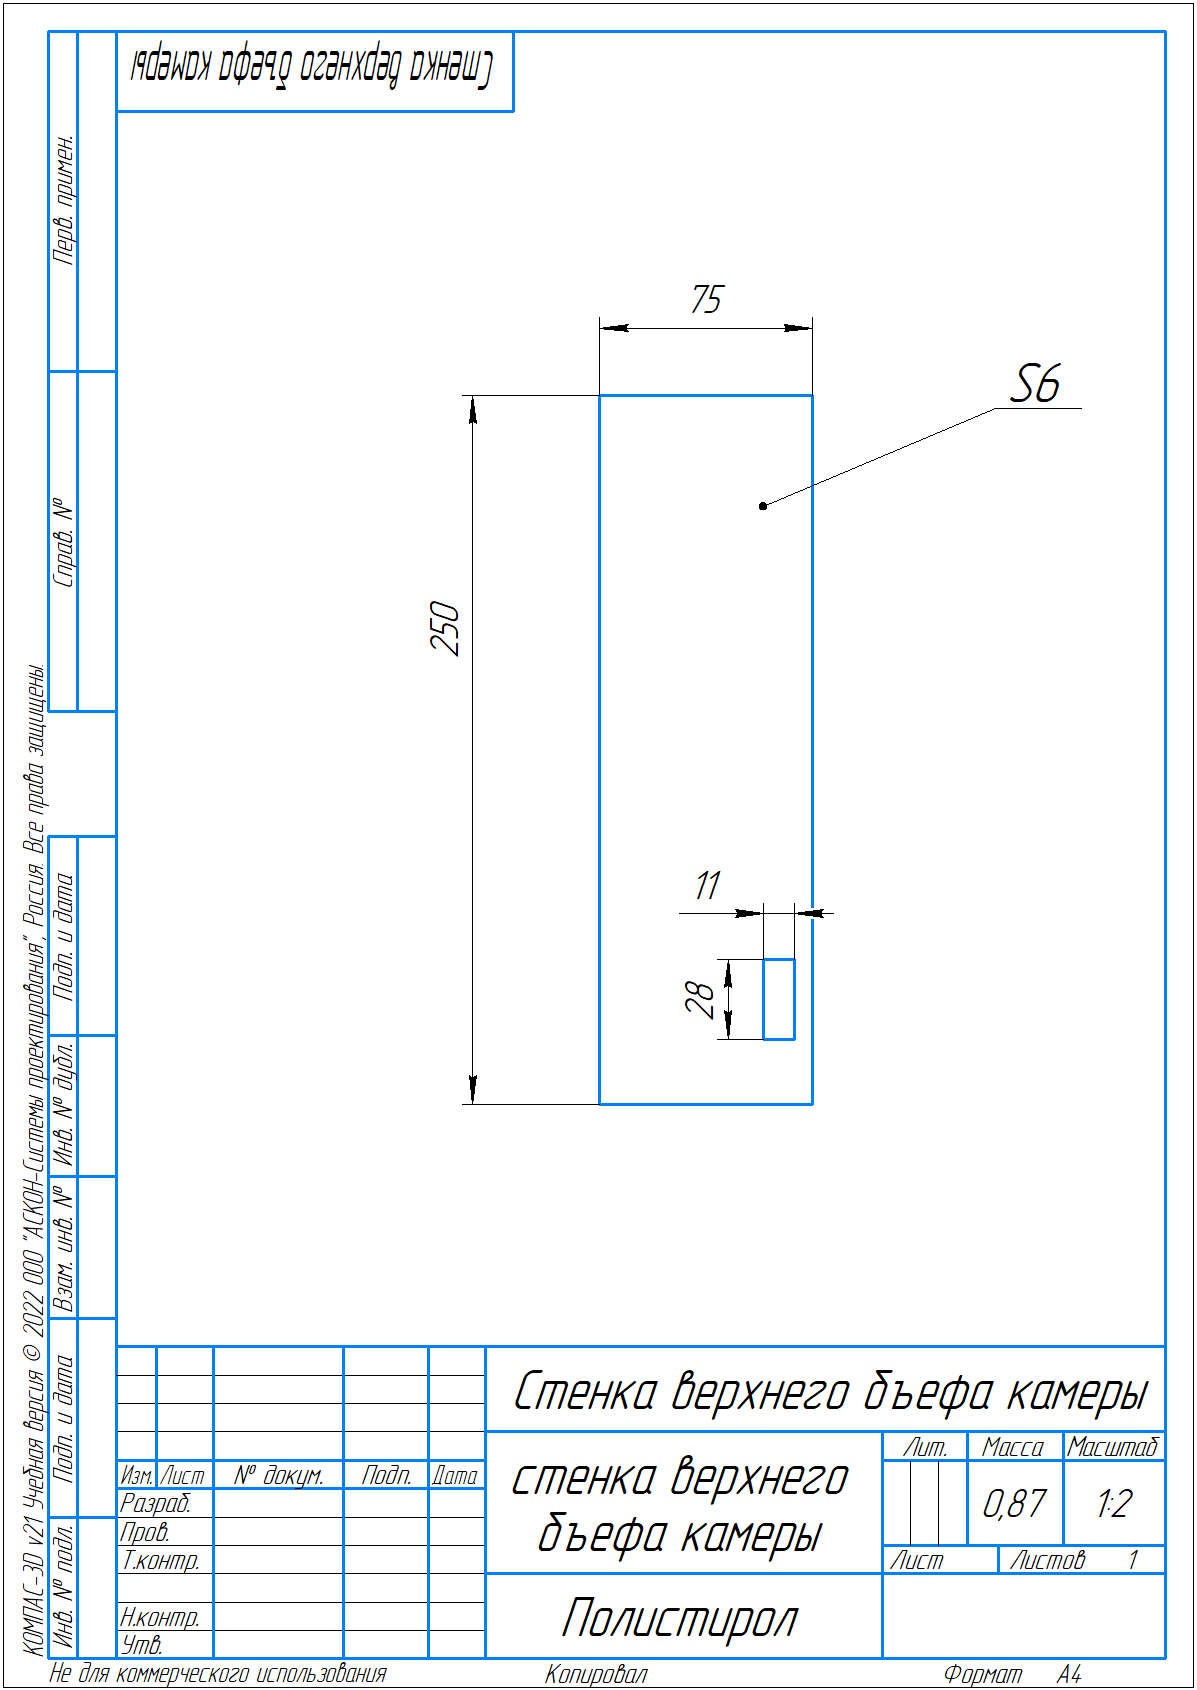 Стенка верхнего бъефа камеры
Перв. примен.
Справ. №
Подп. и дата
Инв. № дубл.
Взам. инв. №
Подп. и дата
Инв. № подл.
КОМПАС-3D v21 Учебная версия © 2022 ООО "АСКОН-Системы проектирования", Россия. Все права защищены.
75
S6
250
11
28
Стенка верхнего бъефа камеры
стенка верхнего
бъефа камеры
Лит. Масса Масштаб
0,87 1:2
Лист Листов 1
Изм. Лист № докум. Подп. Дата
Разраб.
Пров.
Т.контр.
Н.контр.
Утв.
Полистирол
Не для коммерческого использования Копировал Формат A4